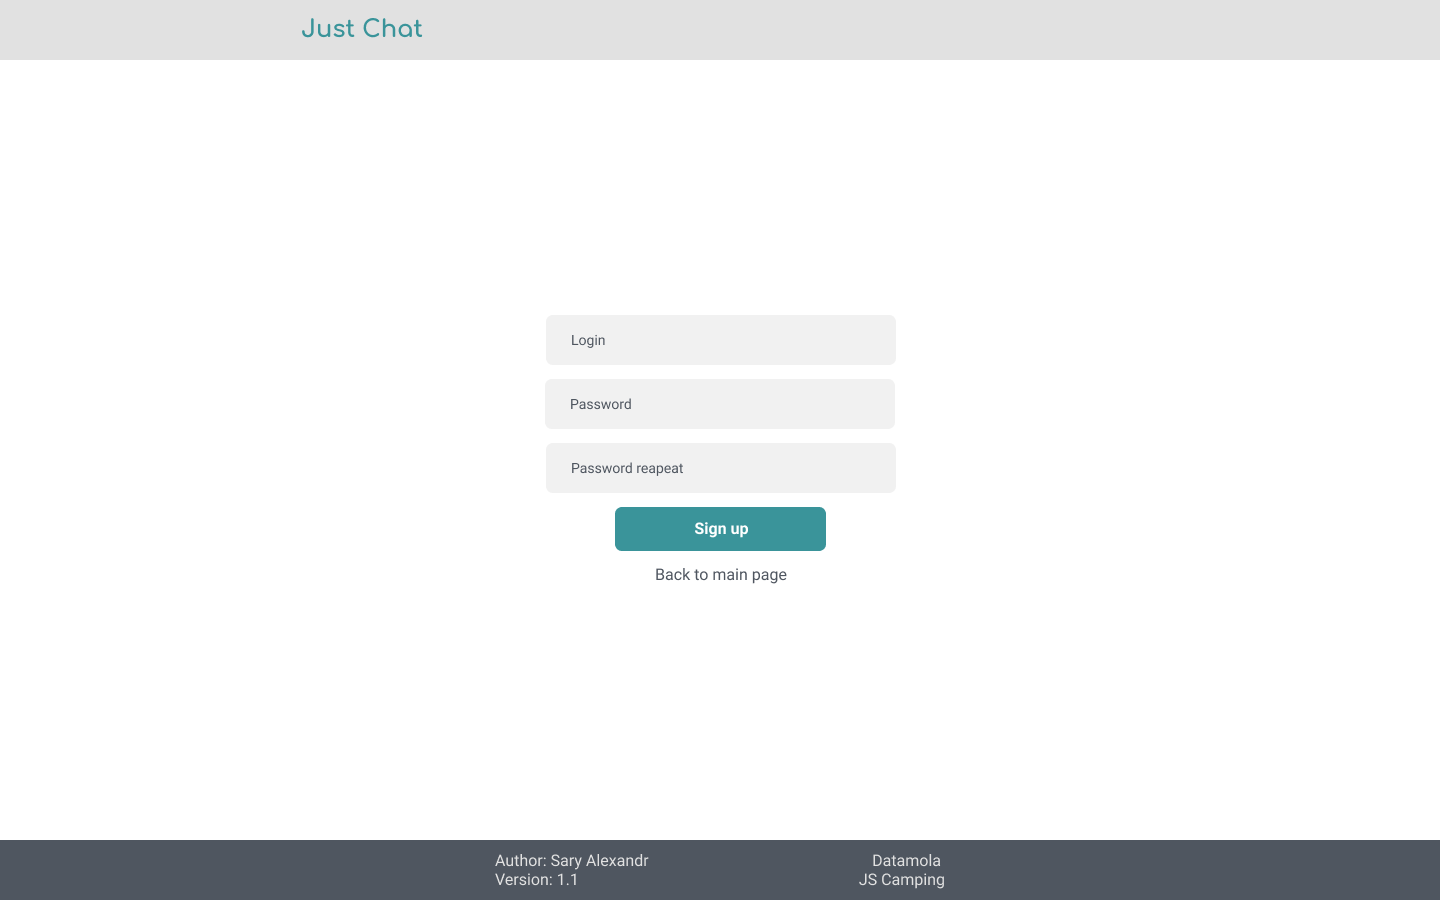 Just Chat
Login
Password
Password reapeat
Sign up
Back to main page
Author: Sary Alexandr
Version: 1.1
Datamola
JS Camping